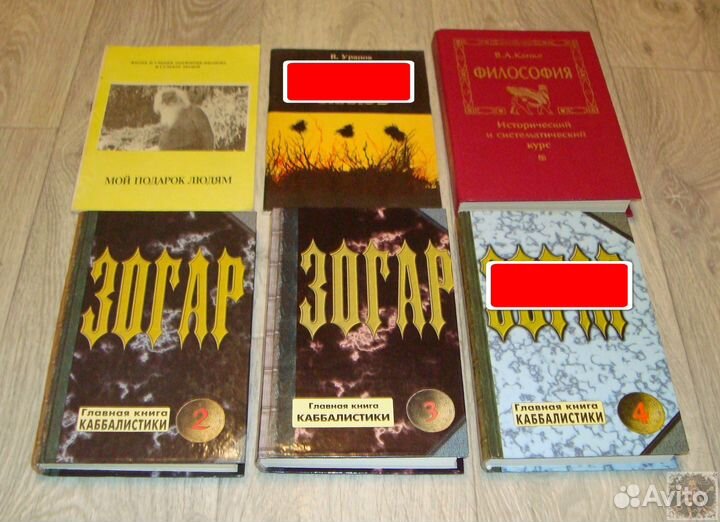 МОЙ ПОДАРОК ЛЮДЯМ
В. Уранов
В.А.Канке
ФИЛОСОФИЯ
Исторический
и систематический
курс
ЗОГАР
Главная книга
КАББАЛИСТИКИ
2
ЗОГАР
Главная книга
КАББАЛИСТИКИ
3
Главная книга
КАББАЛИСТИКИ
4
Avito